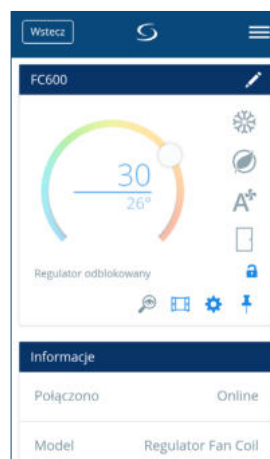 Wstecz
FC600
30
26°
A
Regulator odblokowany
Informacje
Połączono Online
Model Regulator Fan Coil